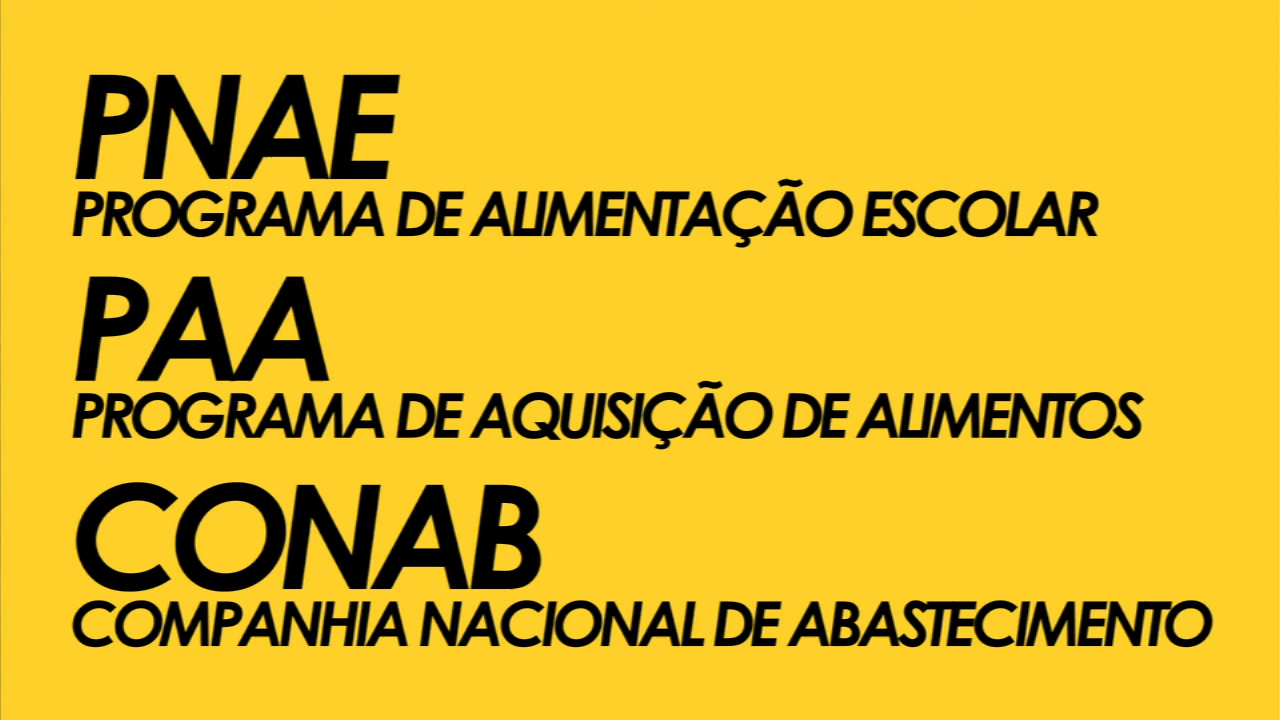 PNAE
PROGRAMA DE ALIMENTAÇÃO ESCOLAR
PAA
PROGRAMA DE AQUISIÇÃO DE ALIMENTOS
CONAB
COMPANHIA NACIONAL DE ABASTECIMENTO